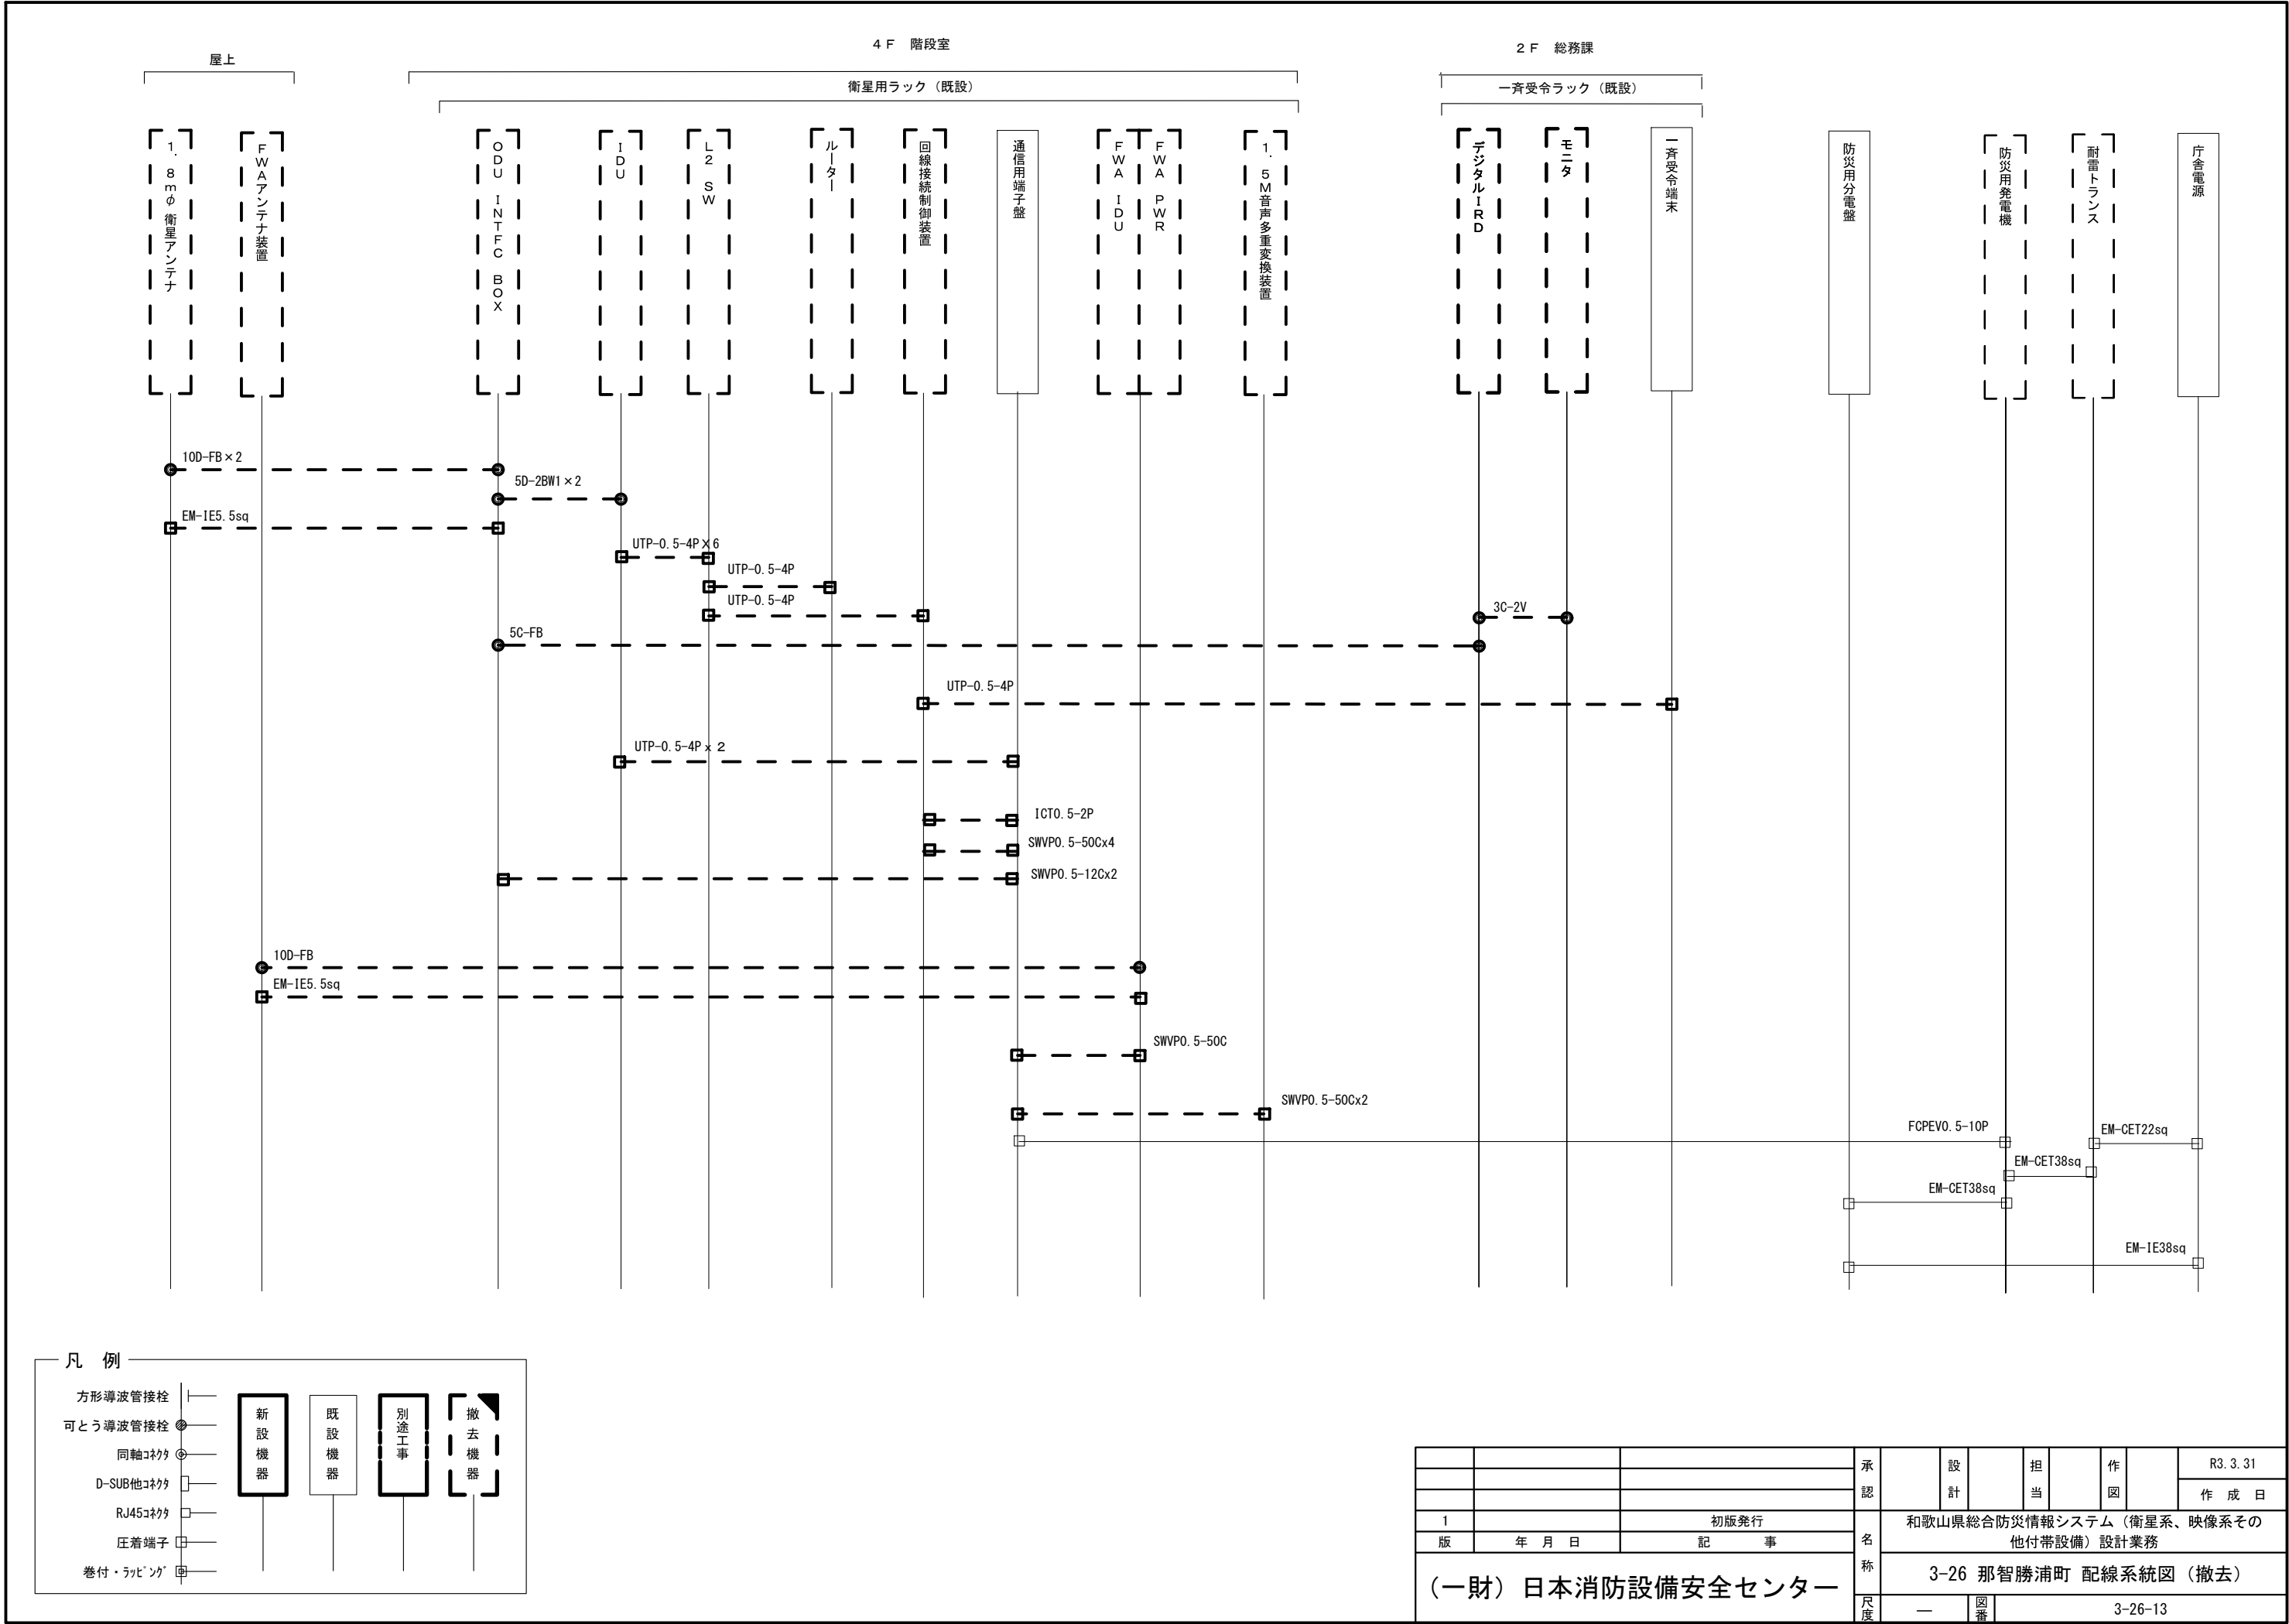 屋上
４Ｆ　階段室
衛星用ラック（既設）
２Ｆ　総務課
一斉受令ラック（既設）
１．８ｍφ 衛星アンテナ
ＦＷＡアンテナ装置
ＯＤＵ　ＩＮＴＦＣ　ＢＯＸ
ＩＤＵ
Ｌ２　ＳＷ
ルーター
回線接続制御装置
通信用端子盤
ＦＷＡ　ＩＤＵ
ＦＷＡ　ＰＷＲ
１．５Ｍ音声多重変換装置
デジタルＩＲＤ
モニタ
一斉受令端末
防災用分電盤
防災用発電機
耐雷トランス
庁舎電源
10D-FB×2
5D-2BW1×2
EM-IE5.5sq
UTP-0.5-4P×6
UTP-0.5-4P
UTP-0.5-4P
3C-2V
5C-FB
UTP-0.5-4P
UTP-0.5-4Px 2
ICT0.5-2P
SWVP0.5-50Cx4
SWVP0.5-12Cx2
10D-FB
EM-IE5.5sq
SWVP0.5-50C
SWVP0.5-50Cx2
FCPEV0.5-10P
EM-CET22sq
EM-CET38sq
EM-CET38sq
EM-IE38sq
凡　例
方形導波管接栓
可とう導波管接栓
同軸ｺﾈｸﾀ
D-SUB他ｺﾈｸﾀ
RJ45ｺﾈｸﾀ
圧着端子
巻付・ﾗｯﾋﾟﾝｸﾞ
新設機器
既設機器
別途工事
撤去機器
承認
設計
担当
作図
R3.3.31
作　成　日
1
初版発行
版
年　月　日
記　　　事
名称
和歌山県総合防災情報システム（衛星系、映像系その
他付帯設備）設計業務
（一財）日本消防設備安全センター
3-26 那智勝浦町 配線系統図（撤去）
尺度
―
図番
3-26-13